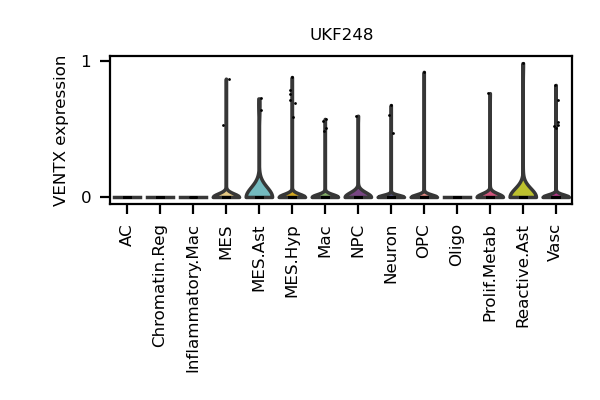 UKF248
VENTX expression
1
0
AC
Chromatin.Reg
Inflammatory.Mac
MES
MES.Ast
MES.Hyp
Mac
NPC
Neuron
OPC
Oligo
Prolif.Metab
Reactive.Ast
Vasc